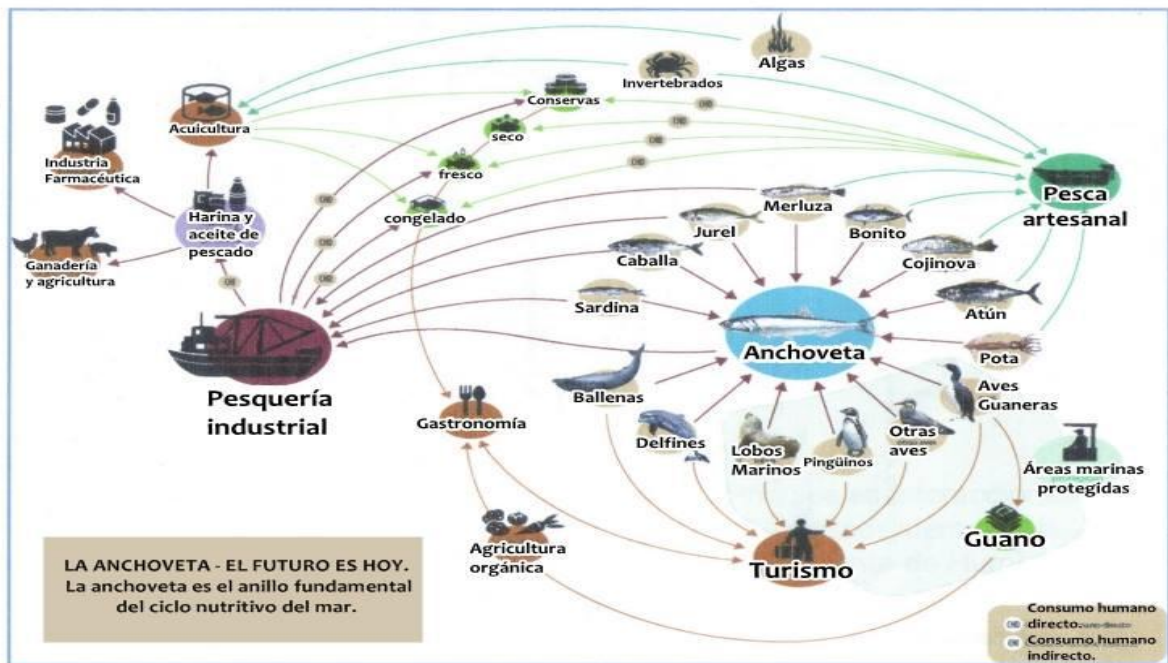 Algas
Invertebrados
Conservas
Acuicultura
seco
Industria
Farmacéutica
fresco
Pesca
artesanal
Merluza
congelado
Harina y
aceite de
pescado
Jurel
Bonito
Ganadería
y agricultura
Caballa
Cojinova
Sardina
Atún
Anchoveta
Pota
Pesquería
industrial
Ballenas
Aves
Guaneras
Gastronomía
Delfines
Lobos
Marinos
Pingüinos
Otras
aves
Áreas marinas
protegidas
Agricultura
orgánica
Turismo
Guano
LA ANCHOVETA - EL FUTURO ES HOY.
La anchoveta es el anillo fundamental
del ciclo nutritivo del mar.
CHD
Consumo humano
directo.
Consumo humano
indirecto.